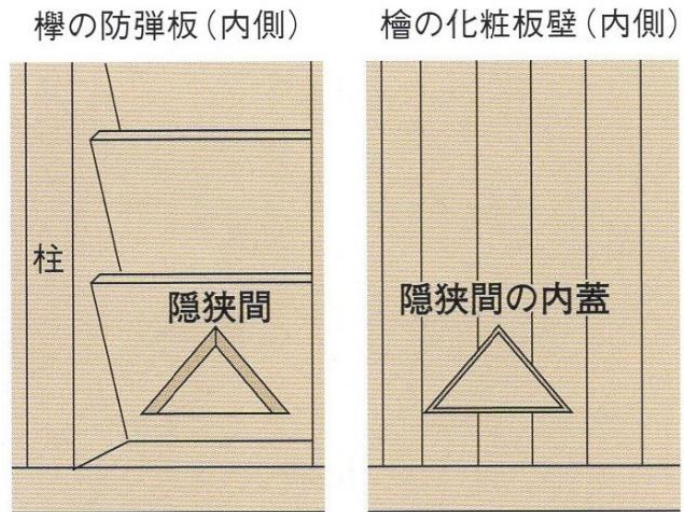 欅の防弾板（内側）
檜の化粧板壁（内側）
柱
隠狭間
隠狭間の内蓋